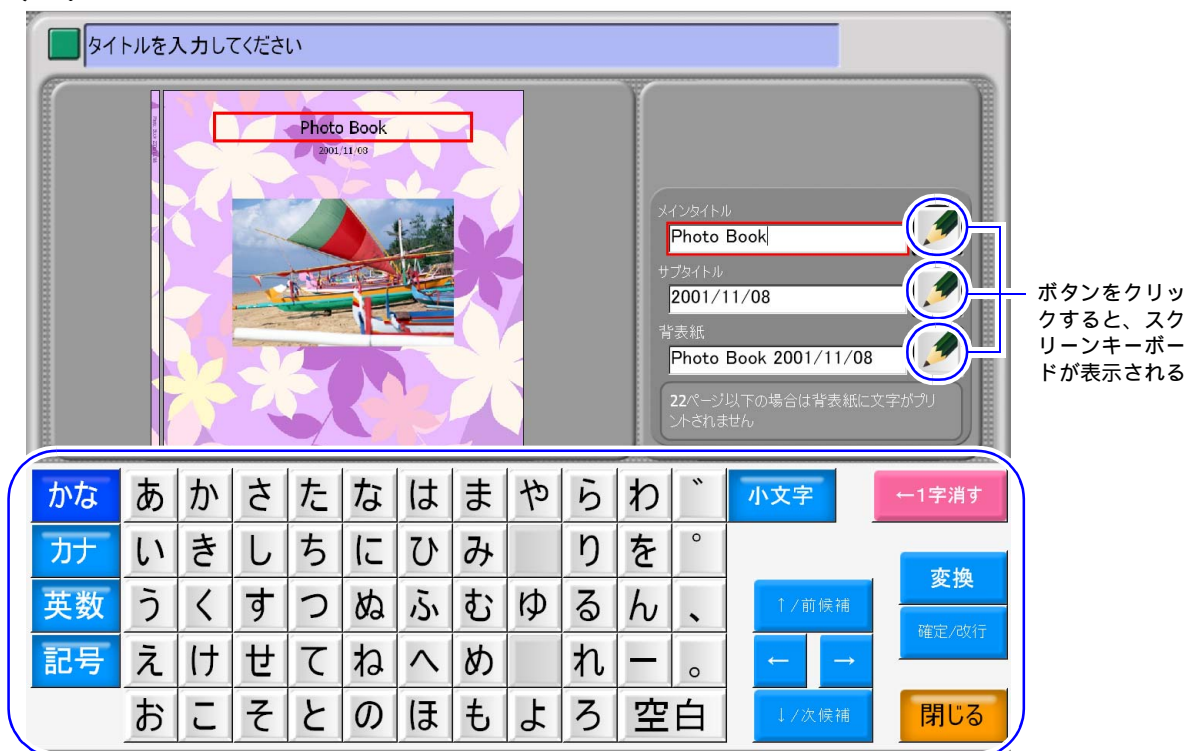 タイトルを入力してください
Photo Book
2001/11/08
メインタイトル
Photo Book
サブタイトル
2001/11/08
背表紙
Photo Book 2001/11/08
22ページ以下の場合は背表紙に文字がプリ
ントされません
ボタンをクリッ
クすると、スク
リーンキーボー
ドが表示される
かな あ か さ た な は ま や ら わ ゛ 小文字 ←1字消す
カナ い き し ち に ひ み り を ゜
英数 う く す つ ぬ ふ む ゆ る ん 、 ↑/前候補 変換
確定/改行
記号 え け せ て ね へ め れ ー 。 ← →
お こ そ と の ほ も よ ろ 空白 ↓/次候補 閉じる